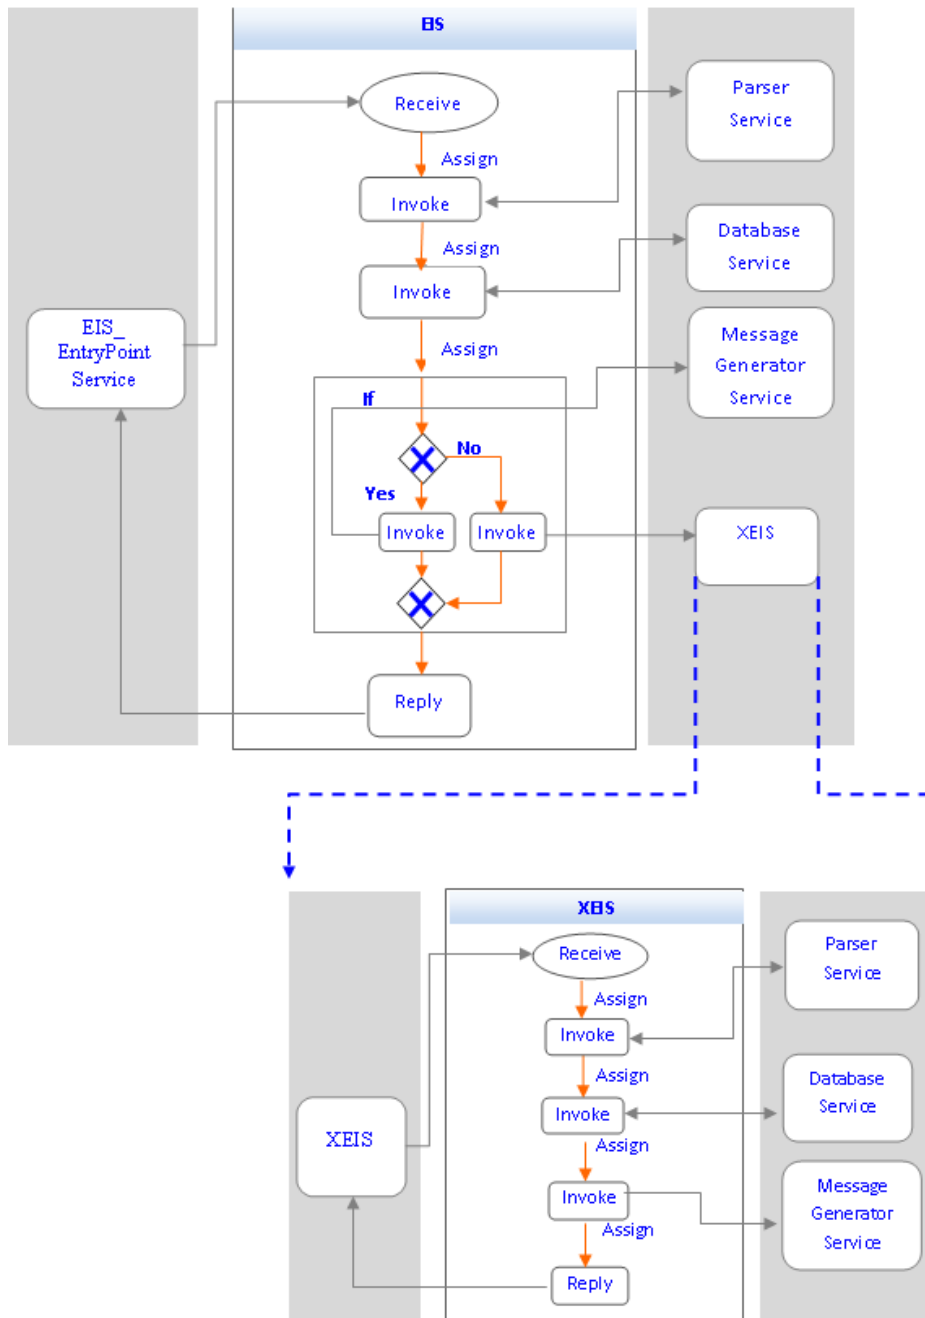 EIS
Receive
Parser
Service
Assign
Invoke
Assign
Database
Service
Invoke
EIS_
EntryPoint
Service
Assign
Message
Generator
Service
If
No
Yes
Invoke
Invoke
XEIS
Reply
XEIS
Receive
Parser
Service
Assign
Invoke
Assign
Database
Service
Invoke
XEIS
Assign
Invoke
Message
Generator
Service
Assign
Reply